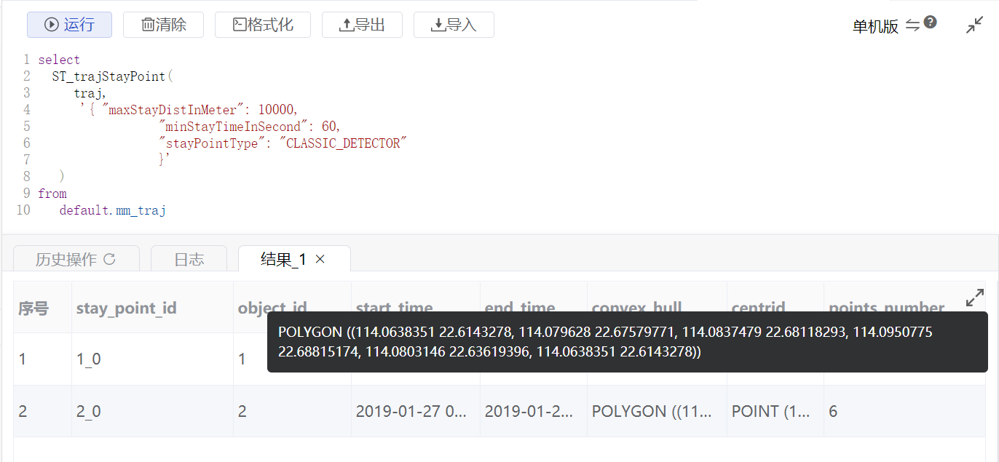 运行 清除 格式化 导出 导入 单机版 ?
1 select
2 ST_trajStayPoint(
3 traj,
4 '{ "maxStayDistInMeter": 10000,
5 "minStayTimeInSecond": 60,
6 "stayPointType": "CLASSIC_DETECTOR"
7 }'
8 )
9 from
10 default.mm_traj
历史操作 日志 结果_1 ×
序号 stay_point_id object_id start_time end_time convex_hull centrid points_number
POLYGON ((114.0638351 22.6143278, 114.079628 22.67579771, 114.0837479 22.68118293, 114.0950775
22.68815174, 114.0803146 22.63619396, 114.0638351 22.6143278))
1 1_0 1
2 2_0 2 2019-01-27 0... 2019-01-2... POLYGON ((11... POINT (1... 6